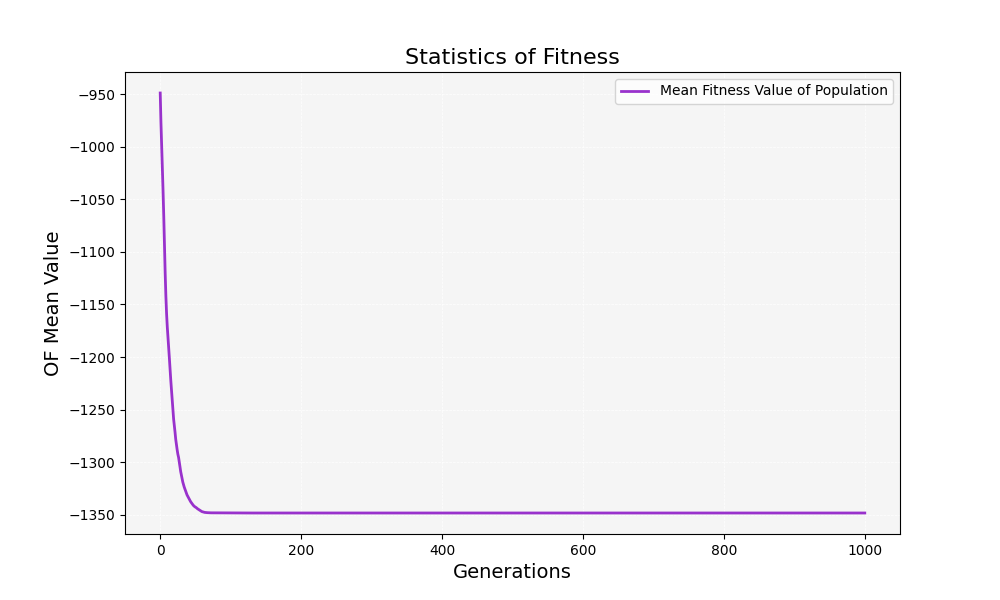 Statistics of Fitness
Mean Fitness Value of Population
OF Mean Value
−950
−1000
−1050
−1100
−1150
−1200
−1250
−1300
−1350
0 200 400 600 800 1000
Generations